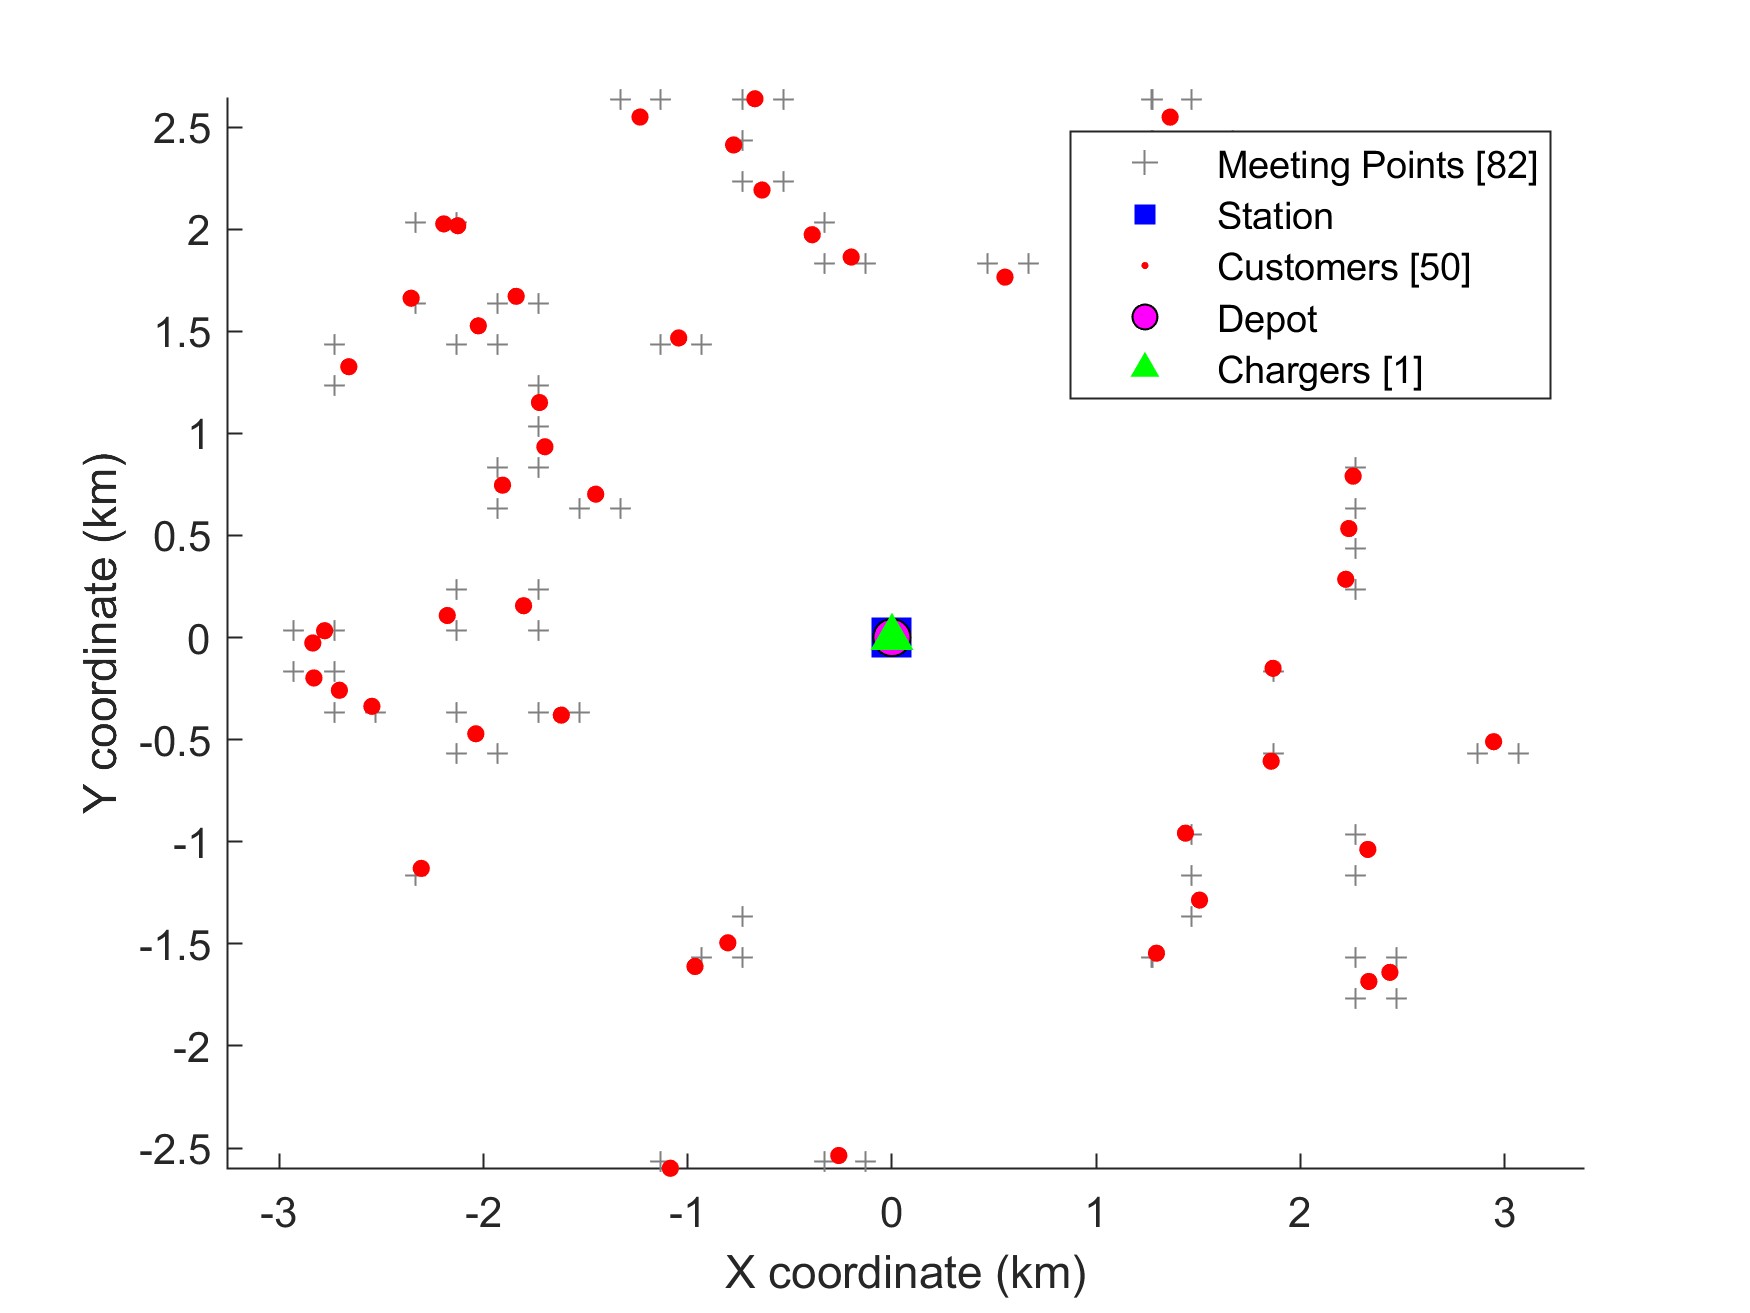 2.5
2
1.5
1
0.5
0
-0.5
-1
-1.5
-2
-2.5
Y coordinate (km)
Meeting Points [82]
Station
Customers [50]
Depot
Chargers [1]
-3 -2 -1 0 1 2 3
X coordinate (km)